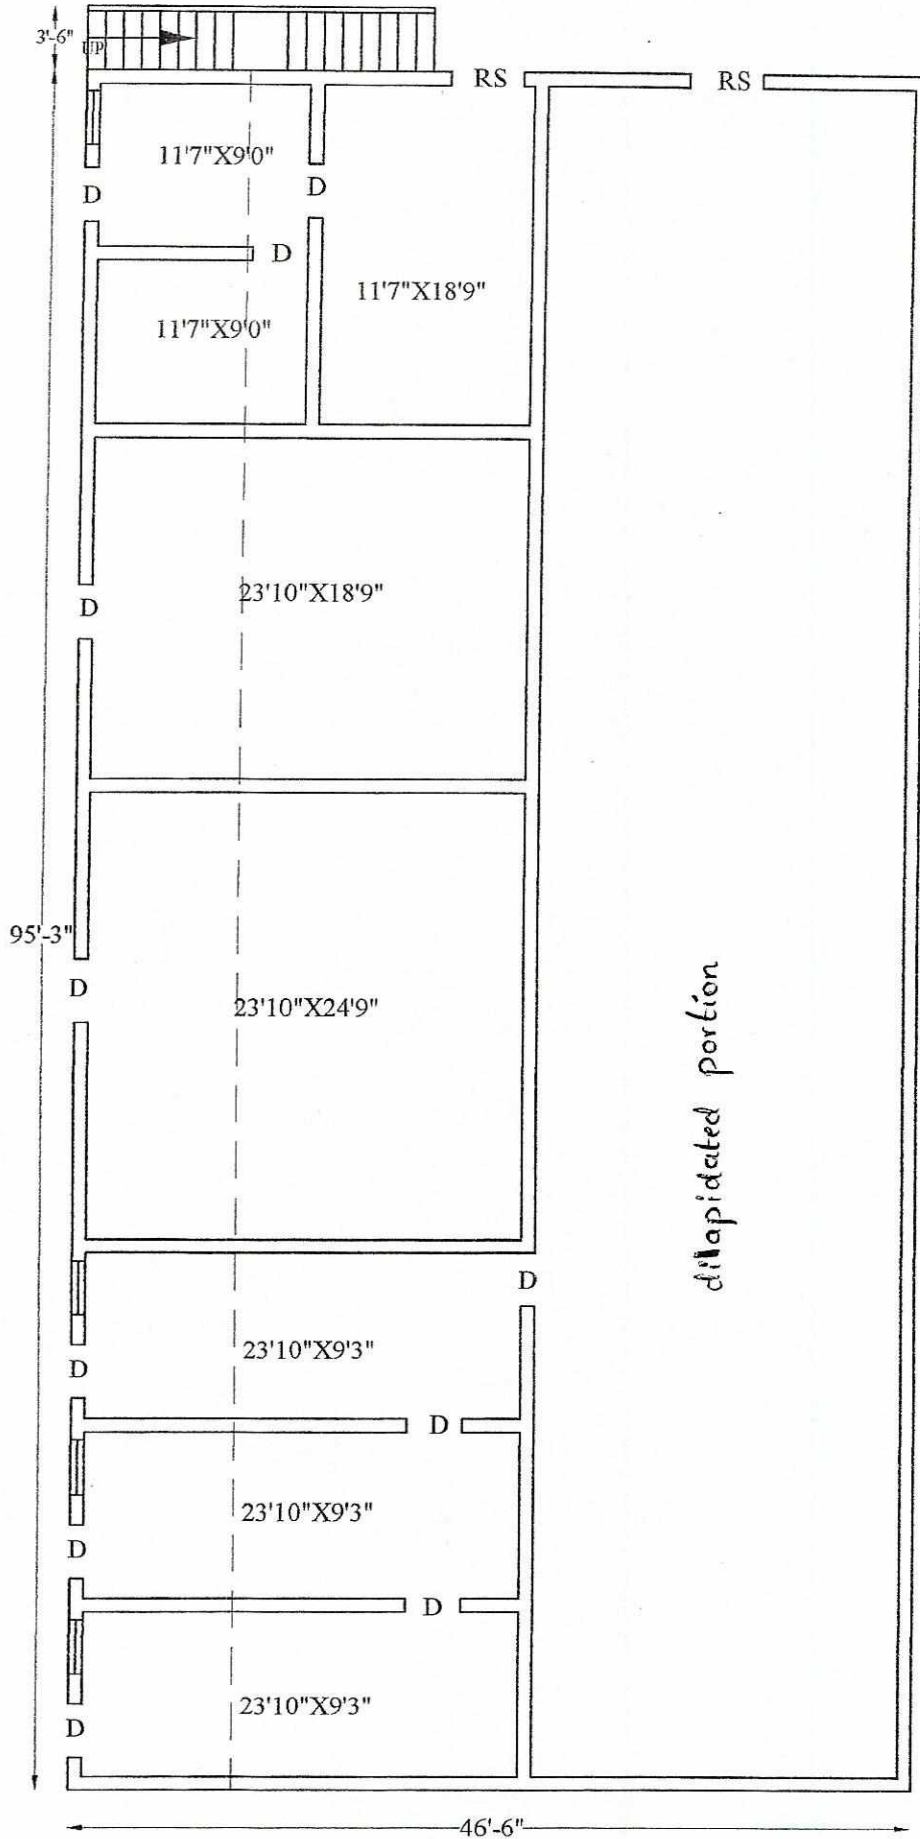 3'-6"
UP
RS
RS
11'7"X9'0"
D
D
D
11'7"X18'9"
11'7"X9'0"
23'10"X18'9"
D
95'-3"
D
23'10"X24'9"
dillapidated portion
D
23'10"X9'3"
D
D
23'10"X9'3"
D
D
23'10"X9'3"
D
46'-6"